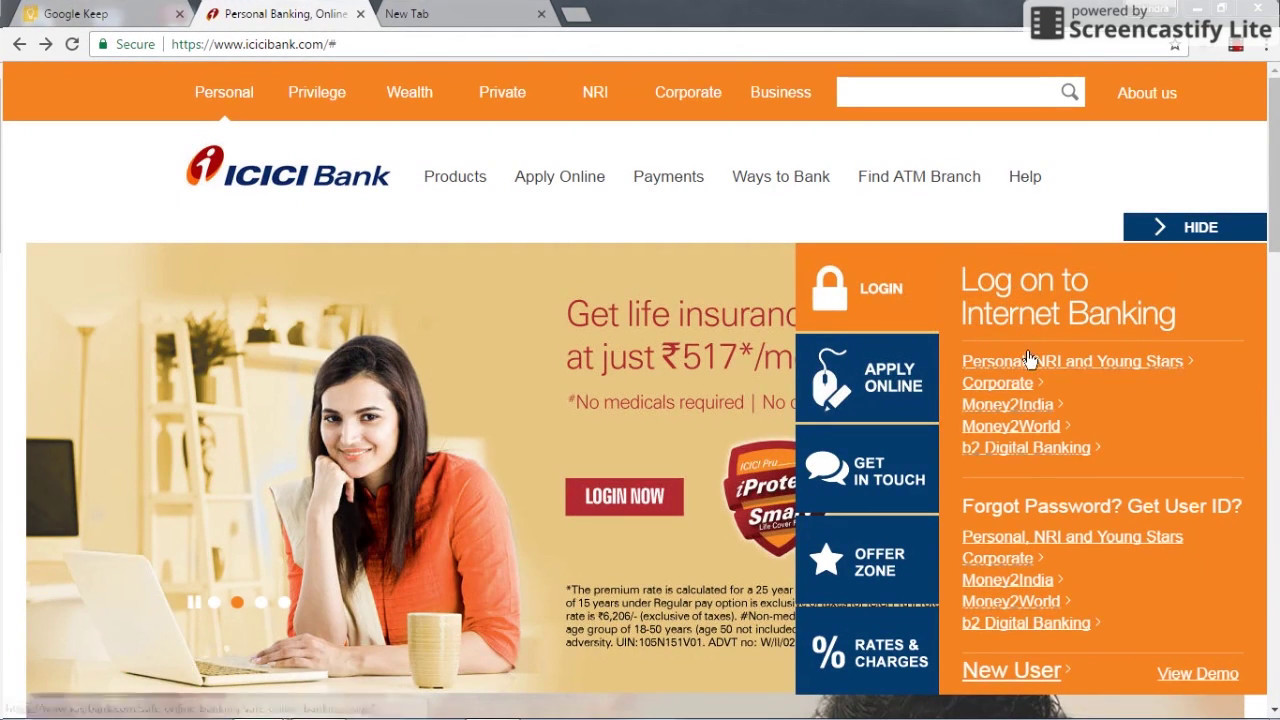 Google Keep
Personal Banking, Online
New Tab
powered by
Screencastify Lite
Secure
https://www.icicibank.com/#
Personal
Privilege
Wealth
Private
NRI
Corporate
Business
About us
ICICI Bank
Products
Apply Online
Payments
Ways to Bank
Find ATM Branch
Help
HIDE
Get life insuranc
at just ₹517*/m
*No medicals required | No c
LOGIN NOW
ICICI Pru
iProte
Smar
Life Cover
*The premium rate is calculated for a 25 year
of 15 years under Regular pay option is exclusiv
rate is ₹6,206/- (exclusive of taxes). #Non-med
age group of 18-50 years (age 50 not included
adversity. UIN:105N151V01. ADVT no: W/II/02
LOGIN
APPLY
ONLINE
GET
IN TOUCH
OFFER
ZONE
RATES &
% CHARGES
Log on to
Internet Banking
Personal, NRI and Young Stars
Corporate
Money2India
Money2World
b2 Digital Banking
Forgot Password? Get User ID?
Personal, NRI and Young Stars
Corporate
Money2India
Money2World
b2 Digital Banking
New User
View Demo